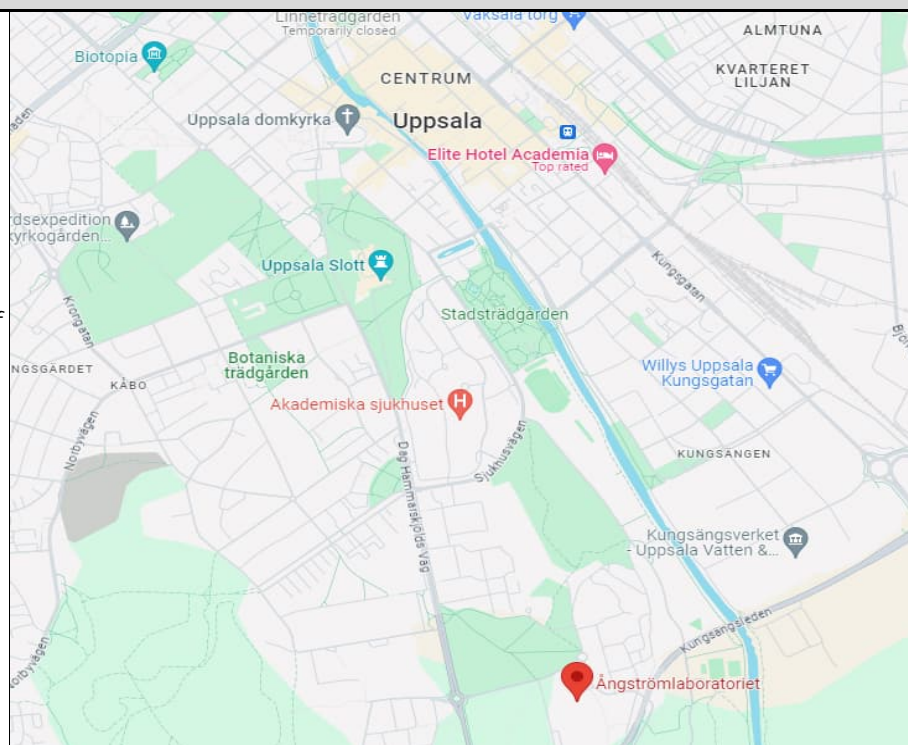 Linneträdgården
Temporarily closed
Vaksala torg
ALMTUNA
Biotopia
KVARTERET
LILJAN
CENTRUM
Uppsala domkyrka
Uppsala
Elite Hotel Academia
Top rated
Uppsala Slott
Kungsgatan
Krongatan
Stadsträdgården
Botaniska
trädgården
KÅBO
Willys Uppsala
Kungsgatan
Akademiska sjukhuset
H
Norbyvägen
Sjukhusvägen
KUNGSÄNGEN
Dag Hammarskjölds Väg
Kungsängsverket
- Uppsala Vatten &...
Kungsängsleden
Norbyvägen
Ångströmlaboratoriet